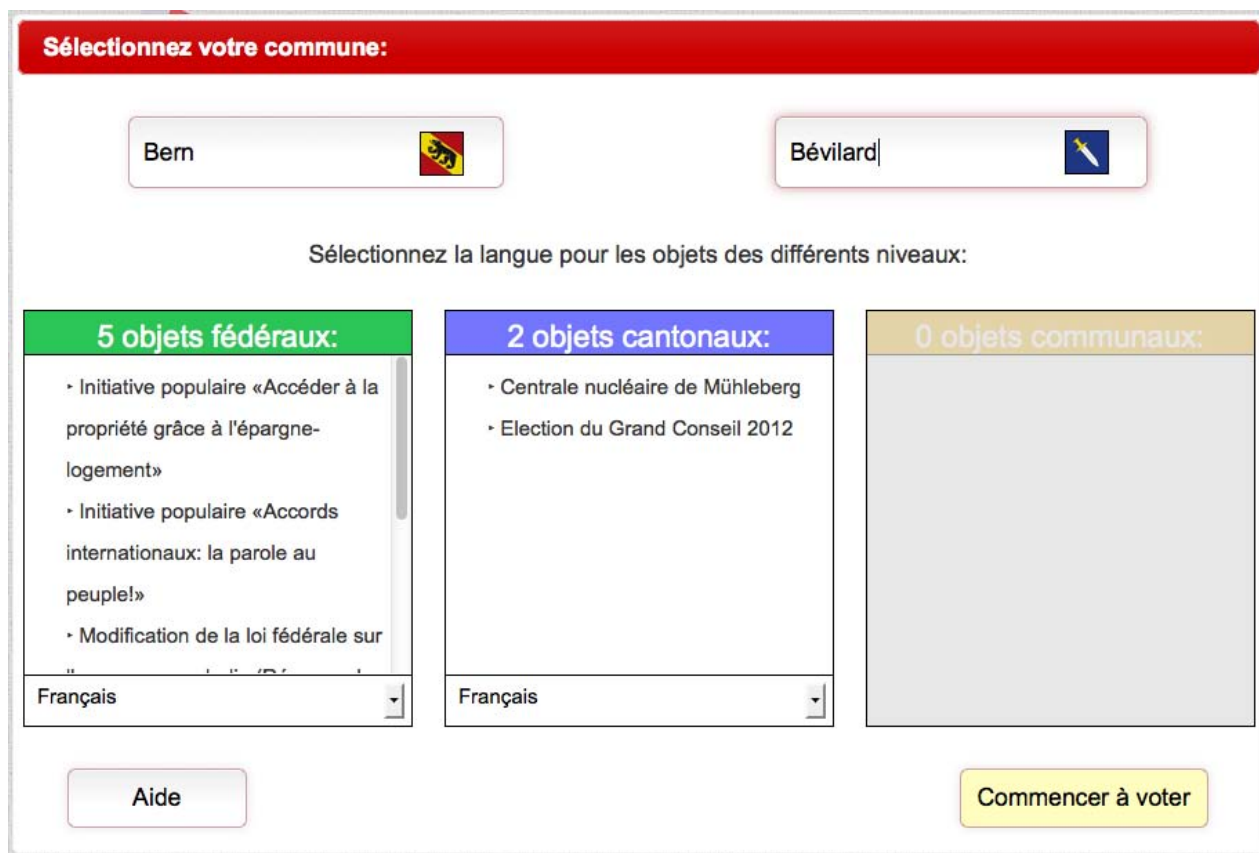 Sélectionnez votre commune:
Bern
Bévilard
Sélectionnez la langue pour les objets des différents niveaux:
5 objets fédéraux:
‣ Initiative populaire «Accéder à la
propriété grâce à l'épargne-
logement»
‣ Initiative populaire «Accords
internationaux: la parole au
peuple!»
‣ Modification de la loi fédérale sur
Français
2 objets cantonaux:
‣ Centrale nucléaire de Mühleberg
‣ Election du Grand Conseil 2012
Français
0 objets communaux:
Aide
Commencer à voter